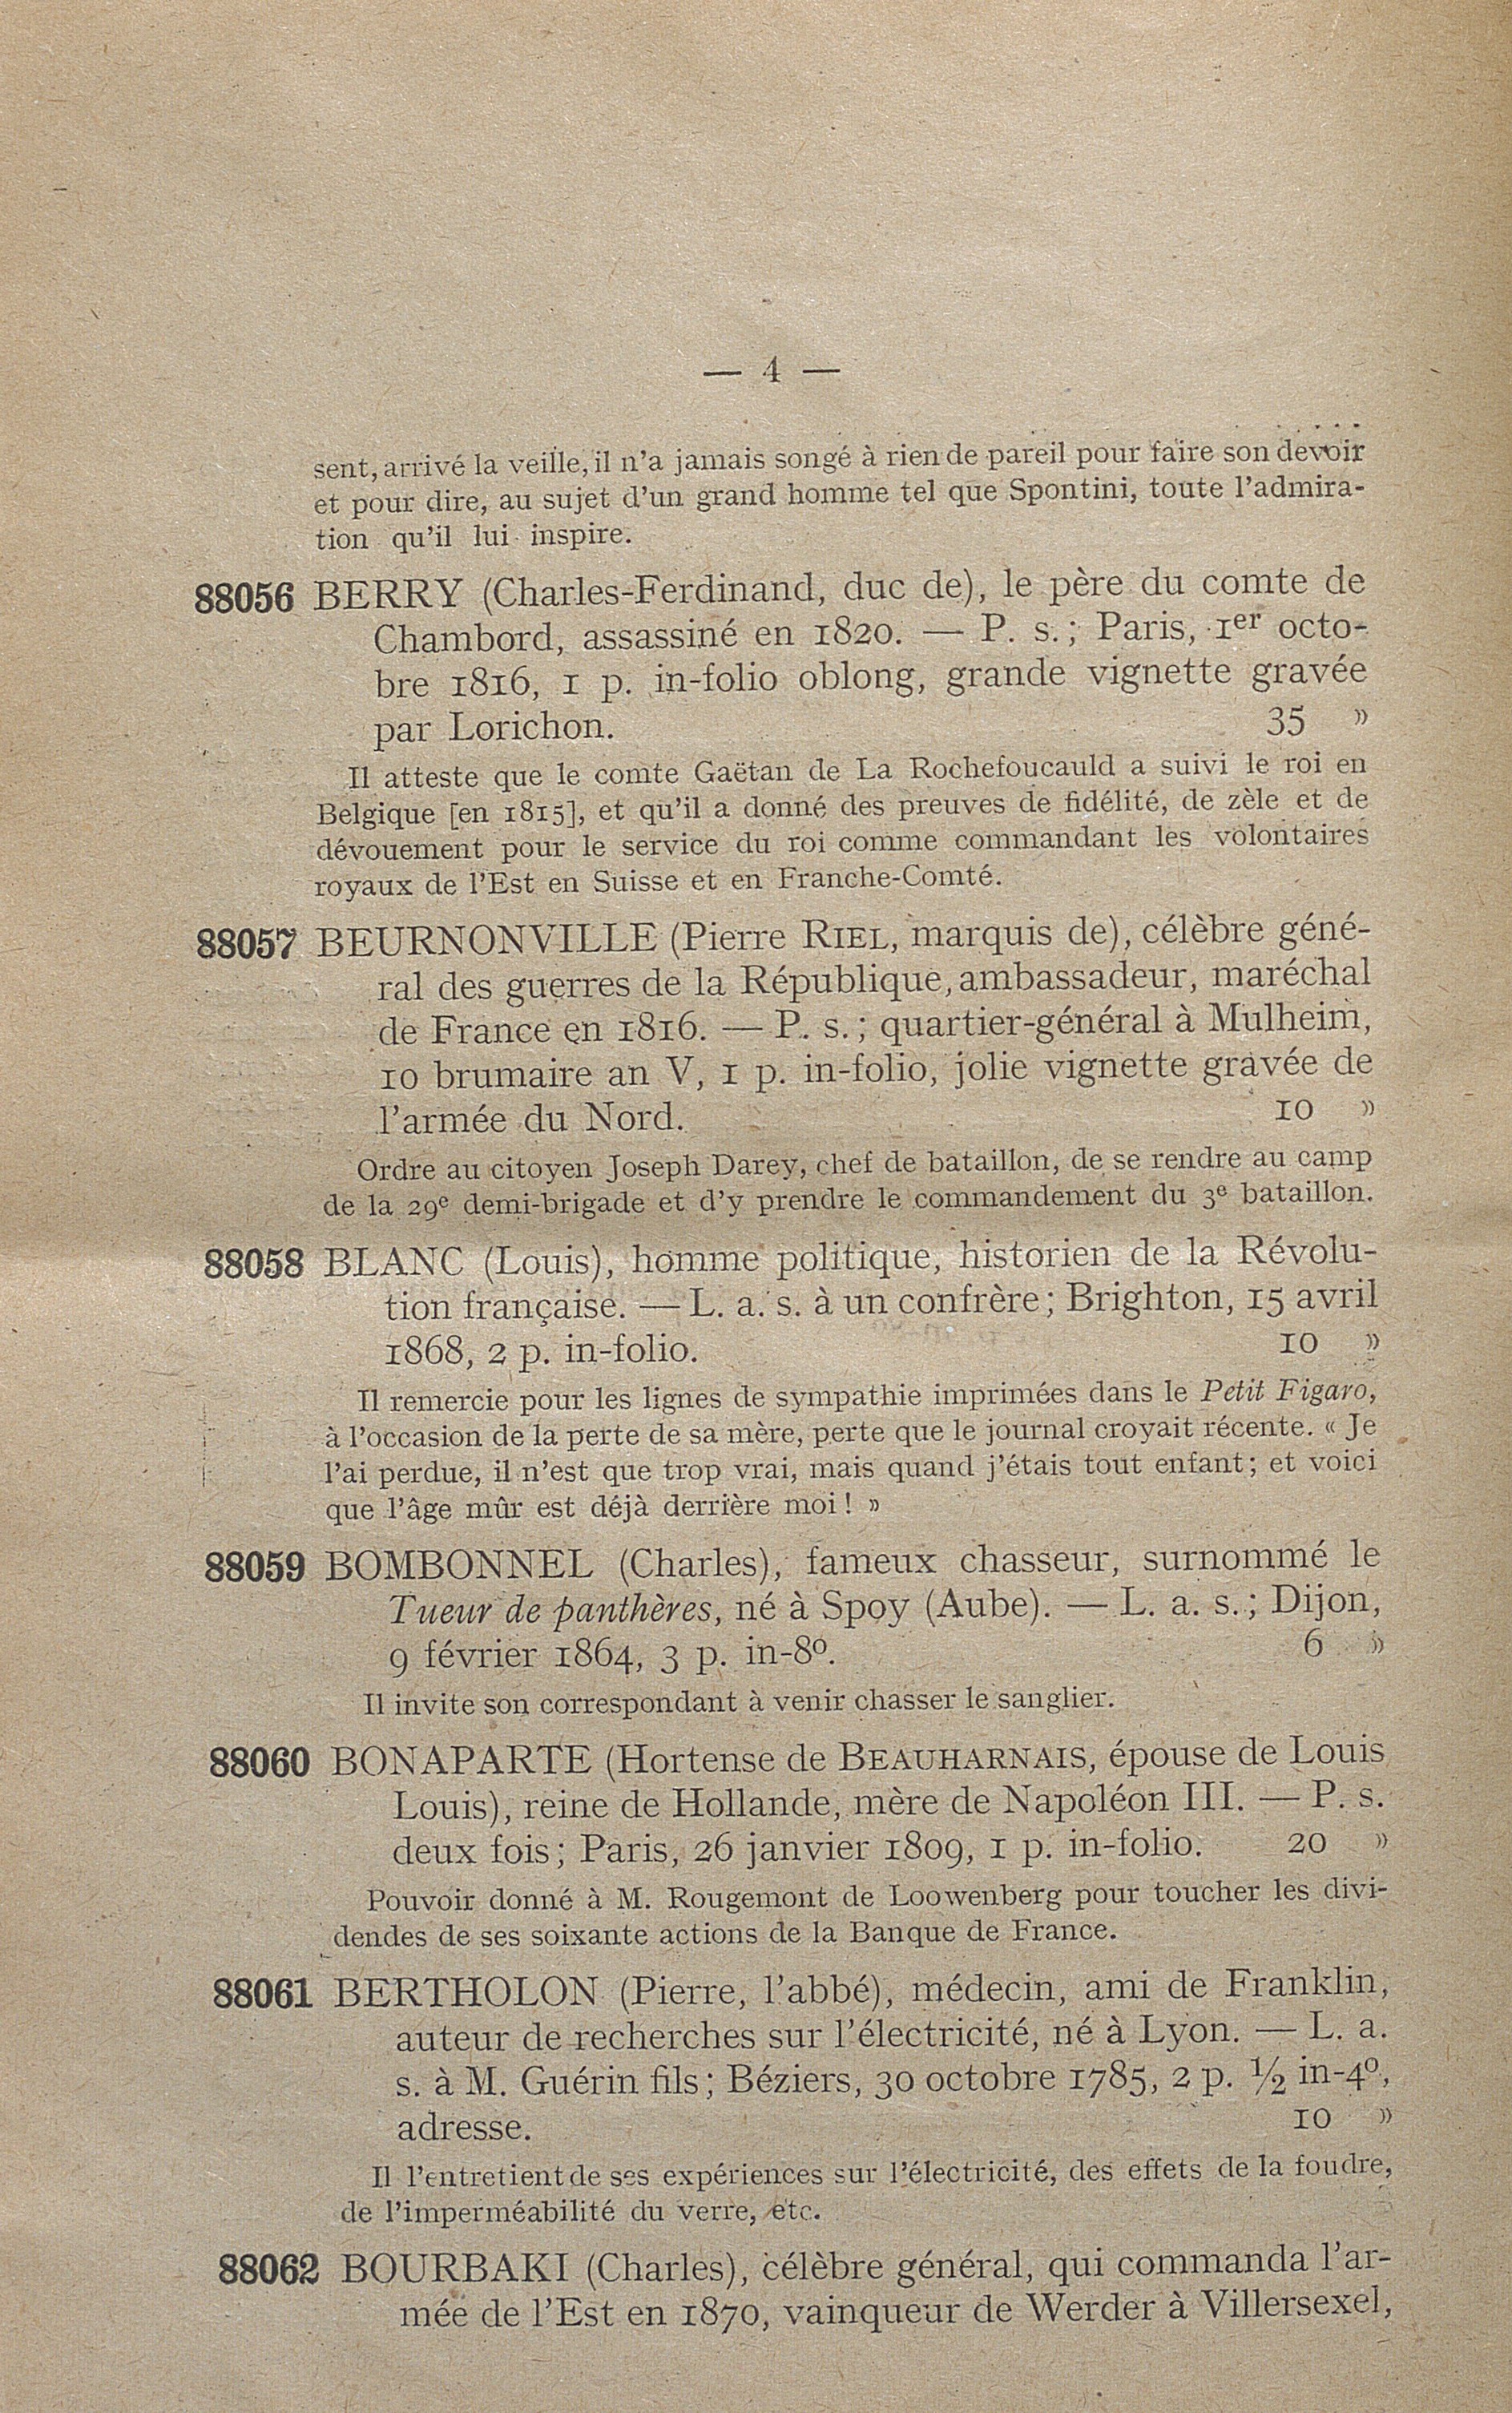 — 4 —
sent, arrivé la veille, il n'a jamais songé à rien de pareil pour faire son devoir
et pour dire, au sujet d'un grand homme tel que Spontini, toute l'admira-
tion qu'il lui inspire.
88056 BERRY (Charles-Ferdinand, duc de), le père du comte de
Chambord, assassiné en 1820. — P. s. ; Paris, 1er octo-
bre 1816, 1 p. in-folio oblong, grande vignette gravée
par Lorichon. 35 »
Il atteste que le comte Gaëtan de La Rochefoucauld a suivi le roi en
Belgique [en 1815], et qu'il a donné des preuves de fidélité, de zèle et de
dévouement pour le service du roi comme commandant les volontaires
royaux de l'Est en Suisse et en Franche-Comté.
88057 BEURNONVILLE (Pierre RIEL, marquis de), célèbre géné-
ral des guerres de la République, ambassadeur, maréchal
de France en 1816. — P. s. ; quartier-général à Mulheim,
10 brumaire an V, 1 p. in-folio, jolie vignette gravée de
l'armée du Nord. 10 »
Ordre au citoyen Joseph Darey, chef de bataillon, de se rendre au camp
de la 29e demi-brigade et d'y prendre le commandement du 3e bataillon.
88058 BLANC (Louis), homme politique, historien de la Révolu-
tion française. — L. a. s. à un confrère ; Brighton, 15 avril
1868, 2 p. in-folio. 10 »
Il remercie pour les lignes de sympathie imprimées dans le Petit Figaro,
à l'occasion de la perte de sa mère, perte que le journal croyait récente. « Je
l'ai perdue, il n'est que trop vrai, mais quand j'étais tout enfant ; et voici
que l'âge mûr est déjà derrière moi ! »
88059 BOMBONNEL (Charles), fameux chasseur, surnommé le
Tueur de panthères, né à Spoy (Aube). — L. a. s. ; Dijon,
9 février 1864, 3 p. in-8º. 6 »
Il invite son correspondant à venir chasser le sanglier.
88060 BONAPARTE (Hortense de BEAUHARNAIS, épouse de Louis
Louis), reine de Hollande, mère de Napoléon III. — P. s.
deux fois ; Paris, 26 janvier 1809, 1 p. in-folio. 20 »
Pouvoir donné à M. Rougemont de Loowenberg pour toucher les divi-
dendes de ses soixante actions de la Banque de France.
88061 BERTHOLON (Pierre, l'abbé), médecin, ami de Franklin,
auteur de recherches sur l'électricité, né à Lyon. — L. a.
s. à M. Guérin fils ; Béziers, 30 octobre 1785, 2 p. ½ in-4º,
adresse. 10 »
Il l'entretient de ses expériences sur l'électricité, des effets de la foudre,
de l'imperméabilité du verre, etc.
88062 BOURBAKI (Charles), célèbre général, qui commanda l'ar-
mée de l'Est en 1870, vainqueur de Werder à Villersexel,